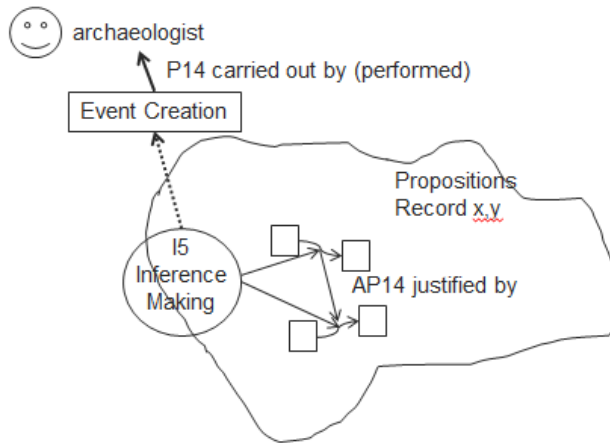 archaeologist
P14 carried out by (performed)
Event Creation
Propositions
Record x,y
I5
Inference
Making
AP14 justified by